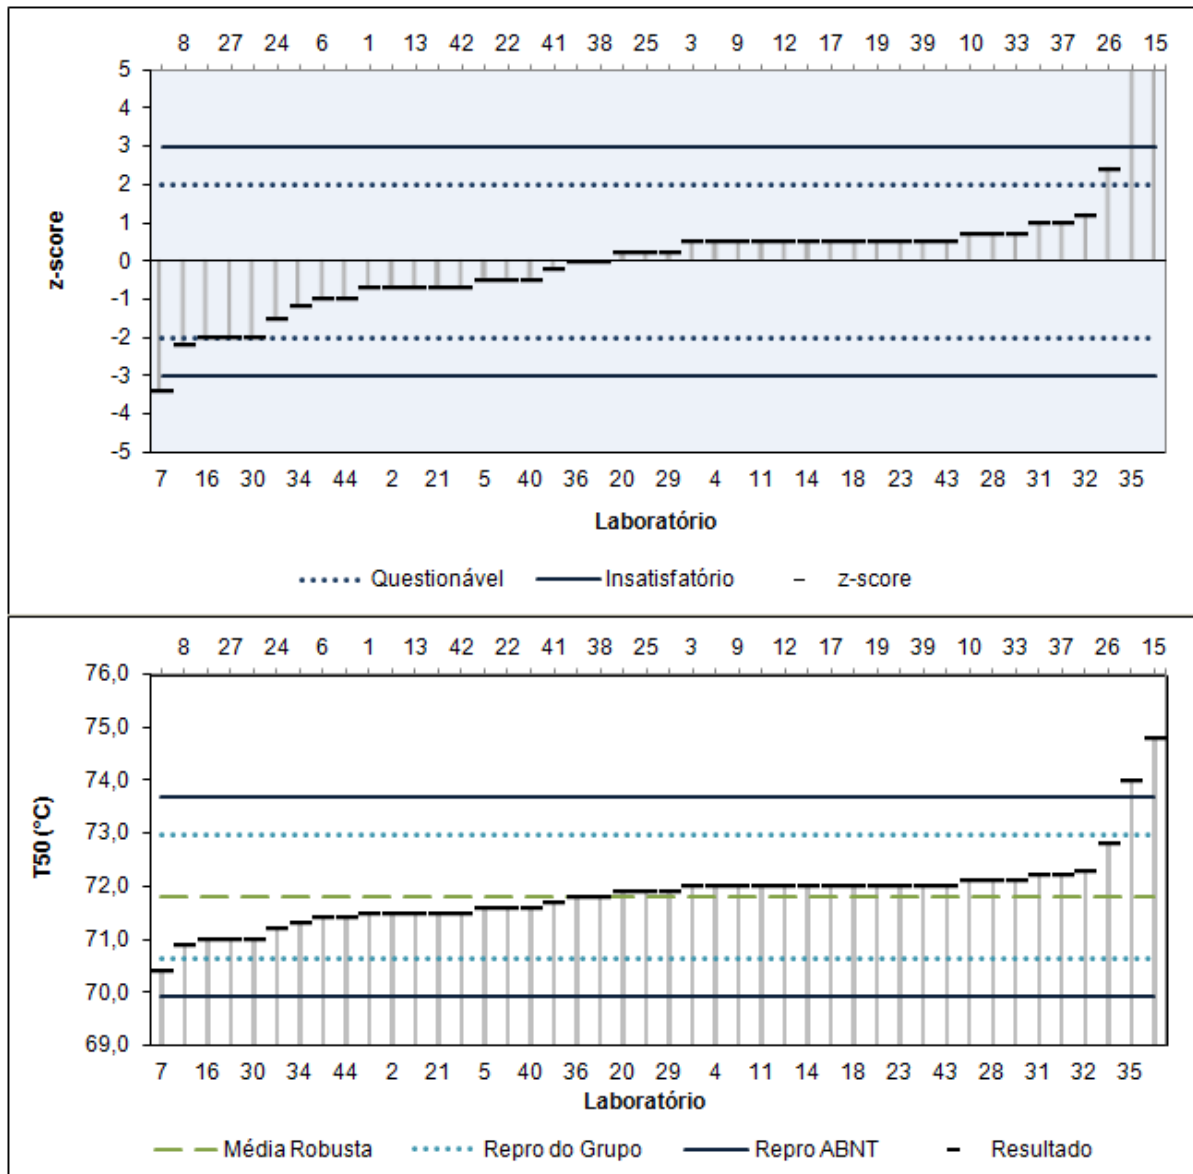 8 27 24 6 1 13 42 22 41 38 25 3 9 12 17 19 39 10 33 37 26 15
5
4
3
2
1
0
-1
-2
-3
-4
-5
z-score
7 16 30 34 44 2 21 5 40 36 20 29 4 11 14 18 23 43 28 31 32 35
Laboratório
Questionável Insatisfatório z-score
8 27 24 6 1 13 42 22 41 38 25 3 9 12 17 19 39 10 33 37 26 15
76,0
75,0
74,0
73,0
72,0
71,0
70,0
69,0
T50 (°C)
7 16 30 34 44 2 21 5 40 36 20 29 4 11 14 18 23 43 28 31 32 35
Laboratório
Média Robusta Repro do Grupo Repro ABNT Resultado